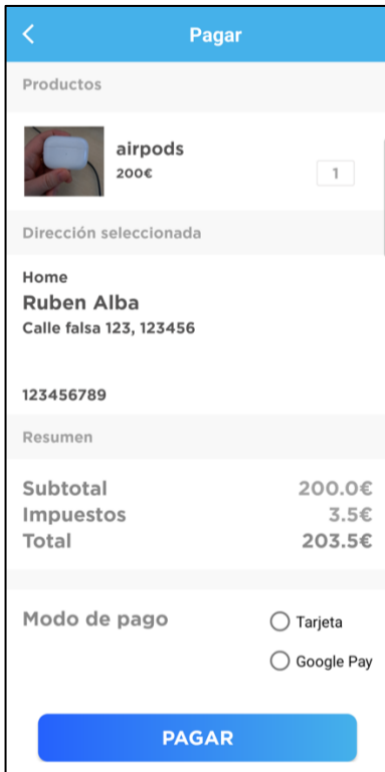 Pagar
Productos
airpods
200€
1
Dirección seleccionada
Home
Ruben Alba
Calle falsa 123, 123456
123456789
Resumen
Subtotal 200.0€
Impuestos 3.5€
Total 203.5€
Modo de pago
Tarjeta
Google Pay
PAGAR